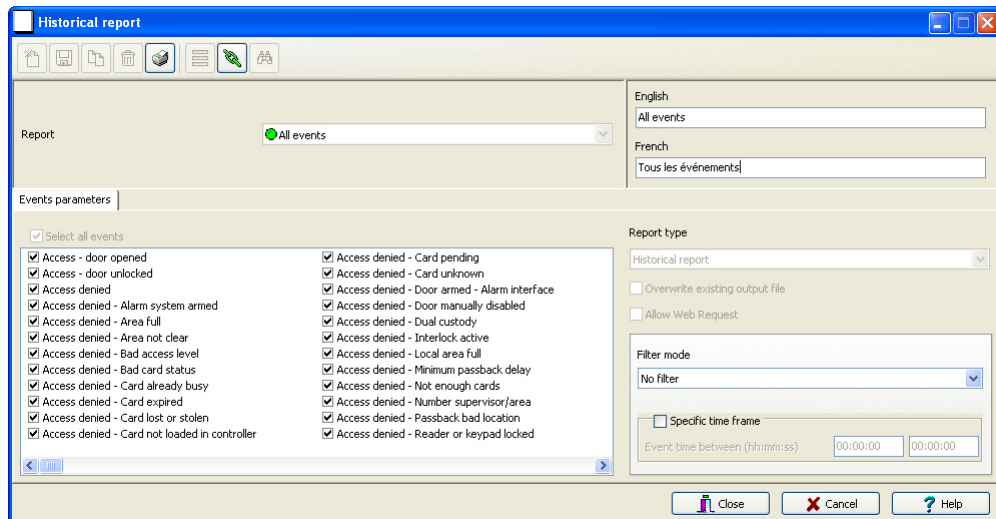 Historical report
English
All events
Report
All events
French
Tous les événements
Events parameters
Select all events
Access - door opened
Access - door unlocked
Access denied
Access denied - Alarm system armed
Access denied - Area full
Access denied - Area not clear
Access denied - Bad access level
Access denied - Bad card status
Access denied - Card already busy
Access denied - Card expired
Access denied - Card lost or stolen
Access denied - Card not loaded in controller
Access denied - Card pending
Access denied - Card unknown
Access denied - Door armed - Alarm interface
Access denied - Door manually disabled
Access denied - Dual custody
Access denied - Interlock active
Access denied - Local area full
Access denied - Minimum passback delay
Access denied - Not enough cards
Access denied - Number supervisor/area
Access denied - Passback bad location
Access denied - Reader or keypad locked
Report type
Historical report
Overwrite existing output file
Allow Web Request
Filter mode
No filter
Specific time frame
Event time between (hh:mm:ss) 00:00:00 00:00:00
Close Cancel ? Help